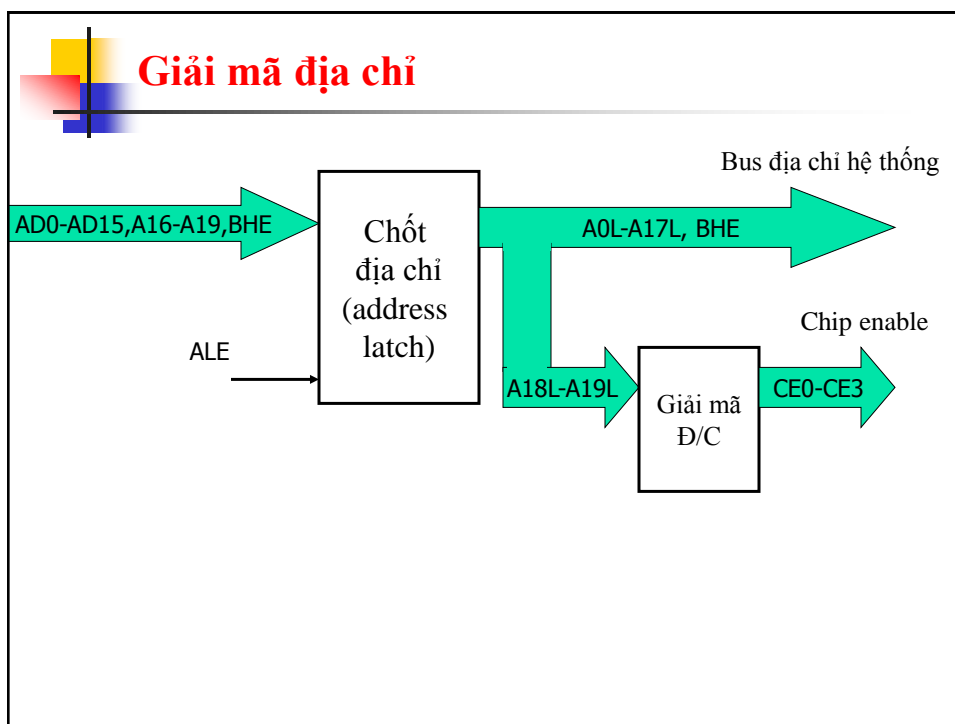 Giải mã địa chỉ
Bus địa chỉ hệ thống
AD0-AD15,A16-A19,BHE
Chốt
địa chỉ
(address
latch)
A0L-A17L, BHE
ALE
Chip enable
A18L-A19L
Giải mã
Đ/C
CE0-CE3